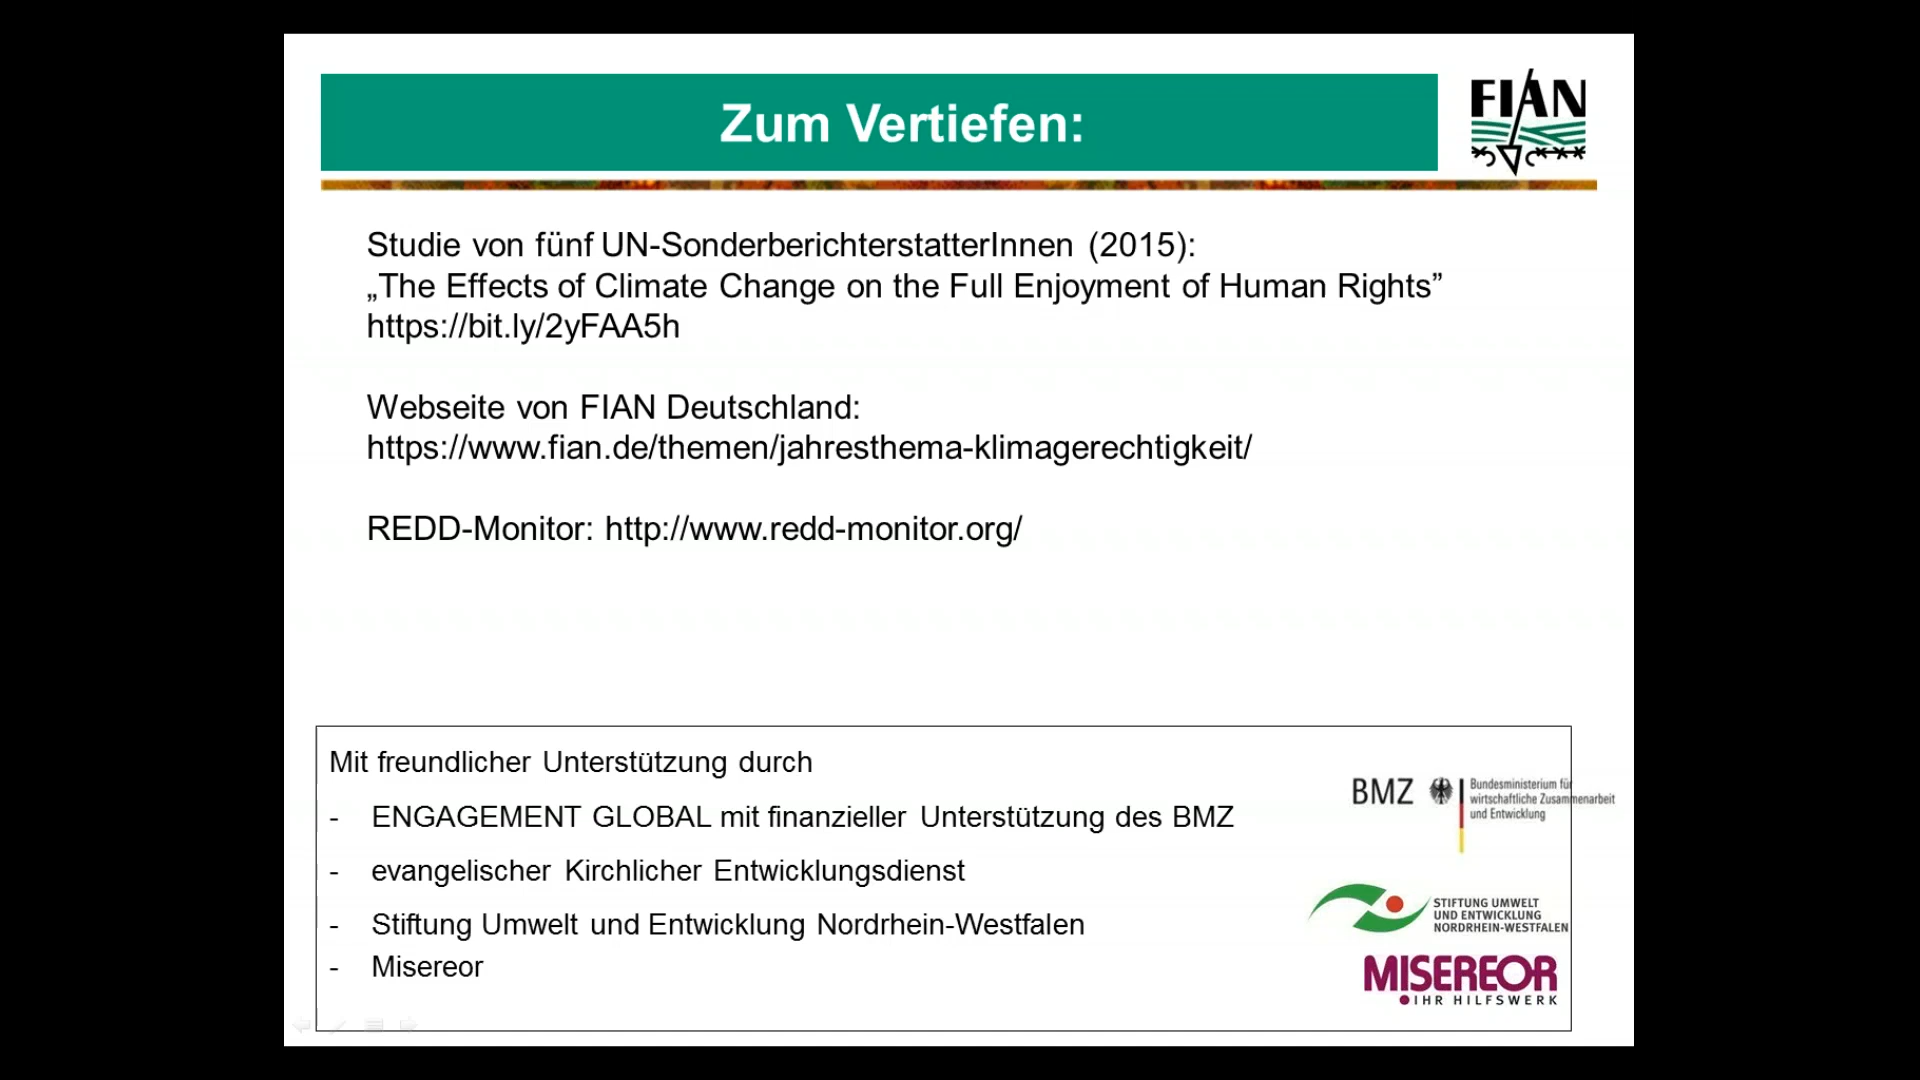 Zum Vertiefen:
FIAN
Studie von fünf UN-SonderberichterstatterInnen (2015):
„The Effects of Climate Change on the Full Enjoyment of Human Rights”
https://bit.ly/2yFAA5h
Webseite von FIAN Deutschland:
https://www.fian.de/themen/jahresthema-klimagerechtigkeit/
REDD-Monitor: http://www.redd-monitor.org/
Mit freundlicher Unterstützung durch
- ENGAGEMENT GLOBAL mit finanzieller Unterstützung des BMZ
- evangelischer Kirchlicher Entwicklungsdienst
- Stiftung Umwelt und Entwicklung Nordrhein-Westfalen
- Misereor
BMZ
Bundesministerium für
wirtschaftliche Zusammenarbeit
und Entwicklung
STIFTUNG UMWELT
UND ENTWICKLUNG
NORDRHEIN-WESTFALEN
MISEREOR
IHR HILFSWERK